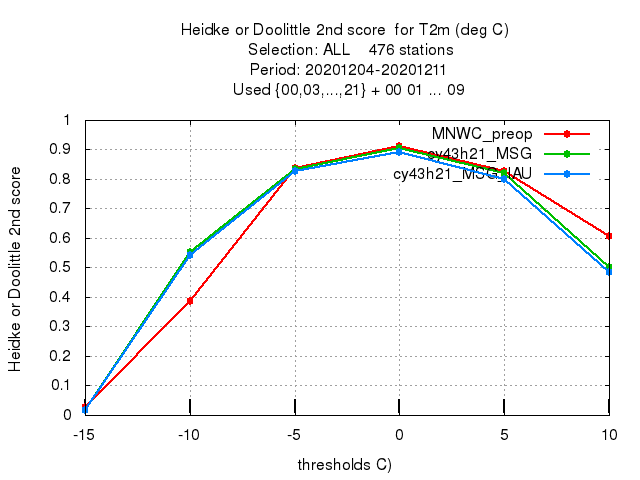 Heidke or Doolittle 2nd score  for T2m (deg C)
Selection: ALL    476 stations
Period: 20201204-20201211
Used {00,03,...,21} + 00 01 ... 09
MNWC_preop
cy43h21_MSG
cy43h21_MSG_IAU
Heidke or Doolittle 2nd score
1
0.9
0.8
0.7
0.6
0.5
0.4
0.3
0.2
0.1
0
-15 -10 -5 0 5 10
thresholds C)